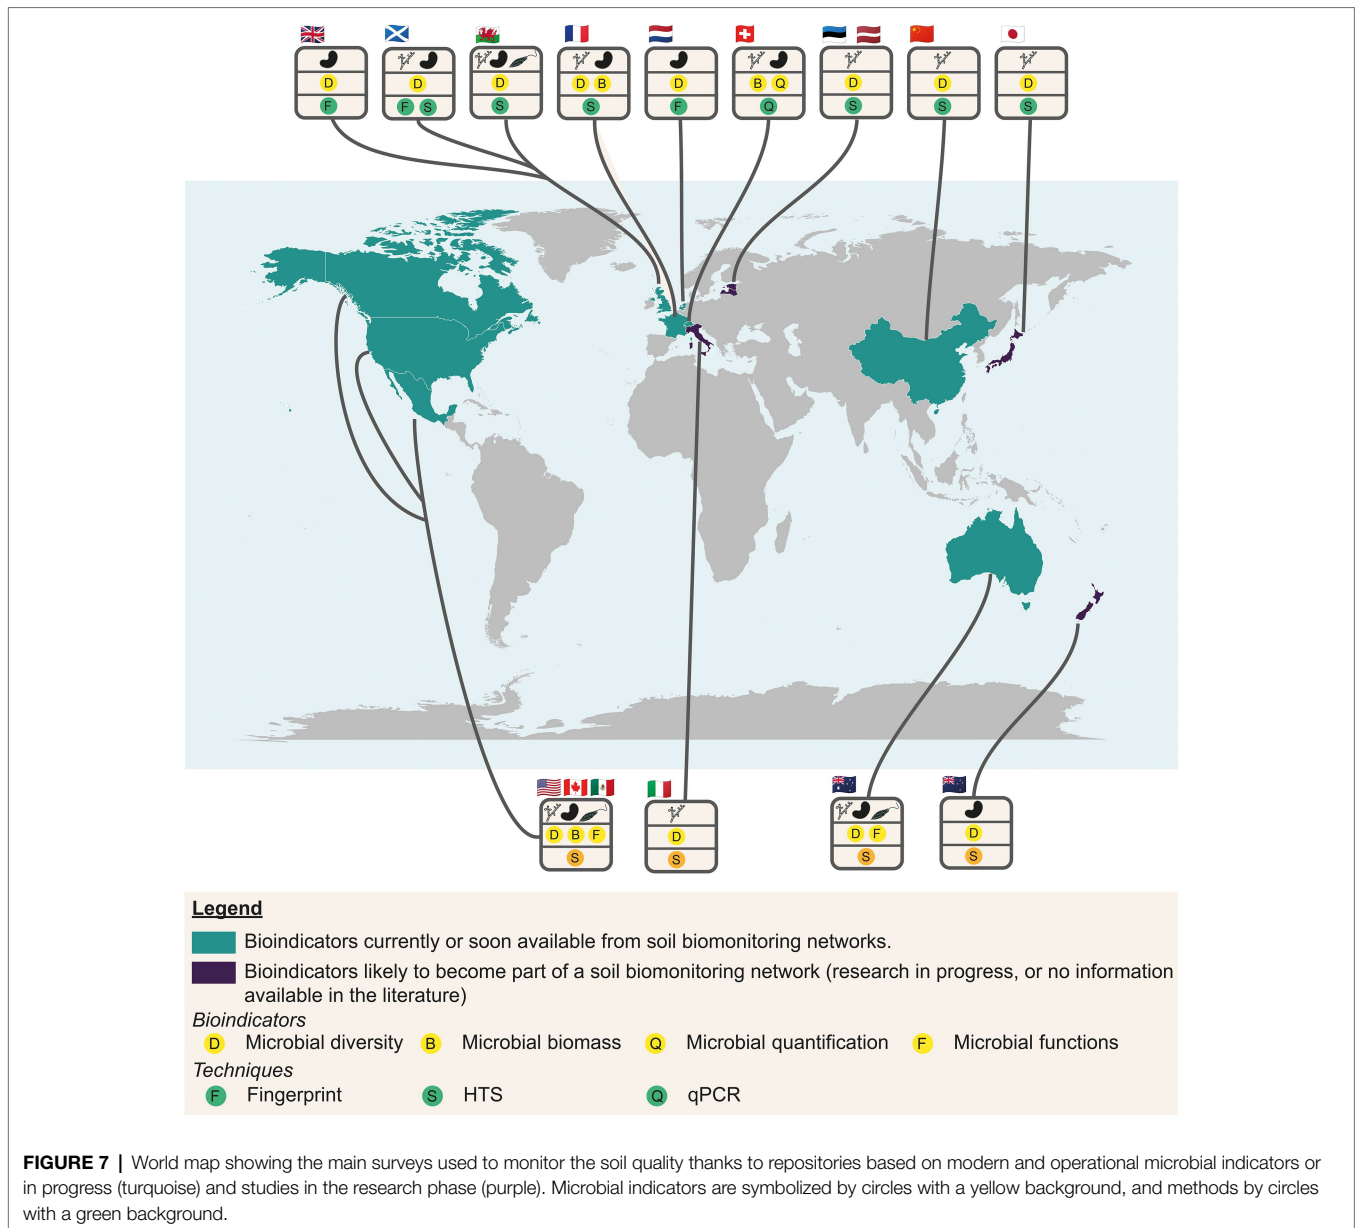 D
D
D
D B
D
B Q
D
D
D
F
F S
S
S
F
Q
S
S
S
D B F
D
D F
D
S
S
S
S
Legend
Bioindicators currently or soon available from soil biomonitoring networks.
Bioindicators likely to become part of a soil biomonitoring network (research in progress, or no information
available in the literature)
Bioindicators
D Microbial diversity B Microbial biomass Q Microbial quantification F Microbial functions
Techniques
F Fingerprint S HTS Q qPCR
FIGURE 7 | World map showing the main surveys used to monitor the soil quality thanks to repositories based on modern and operational microbial indicators or
in progress (turquoise) and studies in the research phase (purple). Microbial indicators are symbolized by circles with a yellow background, and methods by circles
with a green background.